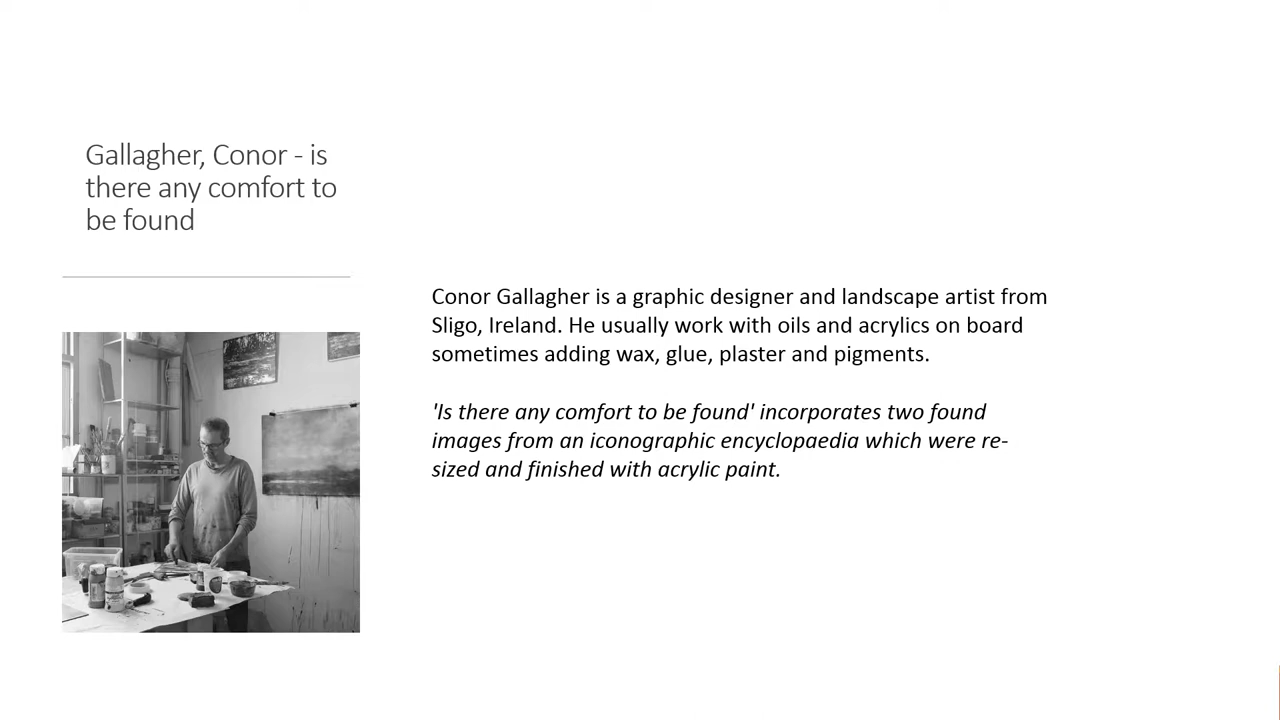 Gallagher, Conor - is
there any comfort to
be found
Conor Gallagher is a graphic designer and landscape artist from
Sligo, Ireland. He usually work with oils and acrylics on board
sometimes adding wax, glue, plaster and pigments.
'Is there any comfort to be found' incorporates two found
images from an iconographic encyclopaedia which were re-
sized and finished with acrylic paint.